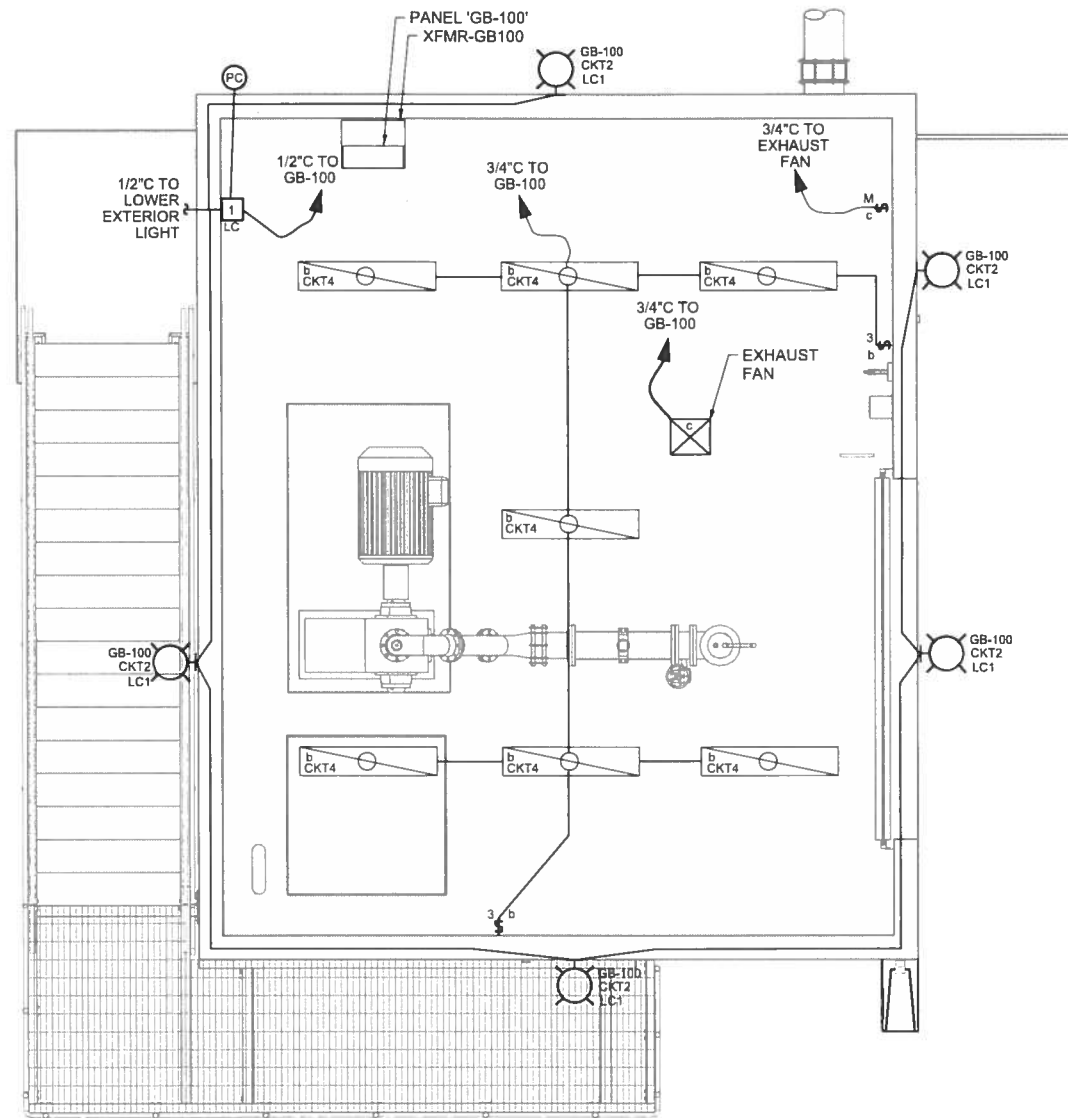 PANEL 'GB-100'
XFMR-GB100
GB-100
CKT2
LC1
PC
3/4"C TO
EXHAUST
FAN
1/2"C TO
GB-100
3/4"C TO
GB-100
1/2"C TO
LOWER
EXTERIOR
LIGHT
1
LC
M
c
GB-100
CKT2
LC1
b
CKT4
b
CKT4
b
CKT4
3/4"C TO
GB-100
3
b
EXHAUST
FAN
c
b
CKT4
GB-100
CKT2
LC1
GB-100
CKT2
LC1
b
CKT4
b
CKT4
b
CKT4
3 b
GB-100
CKT2
LC1